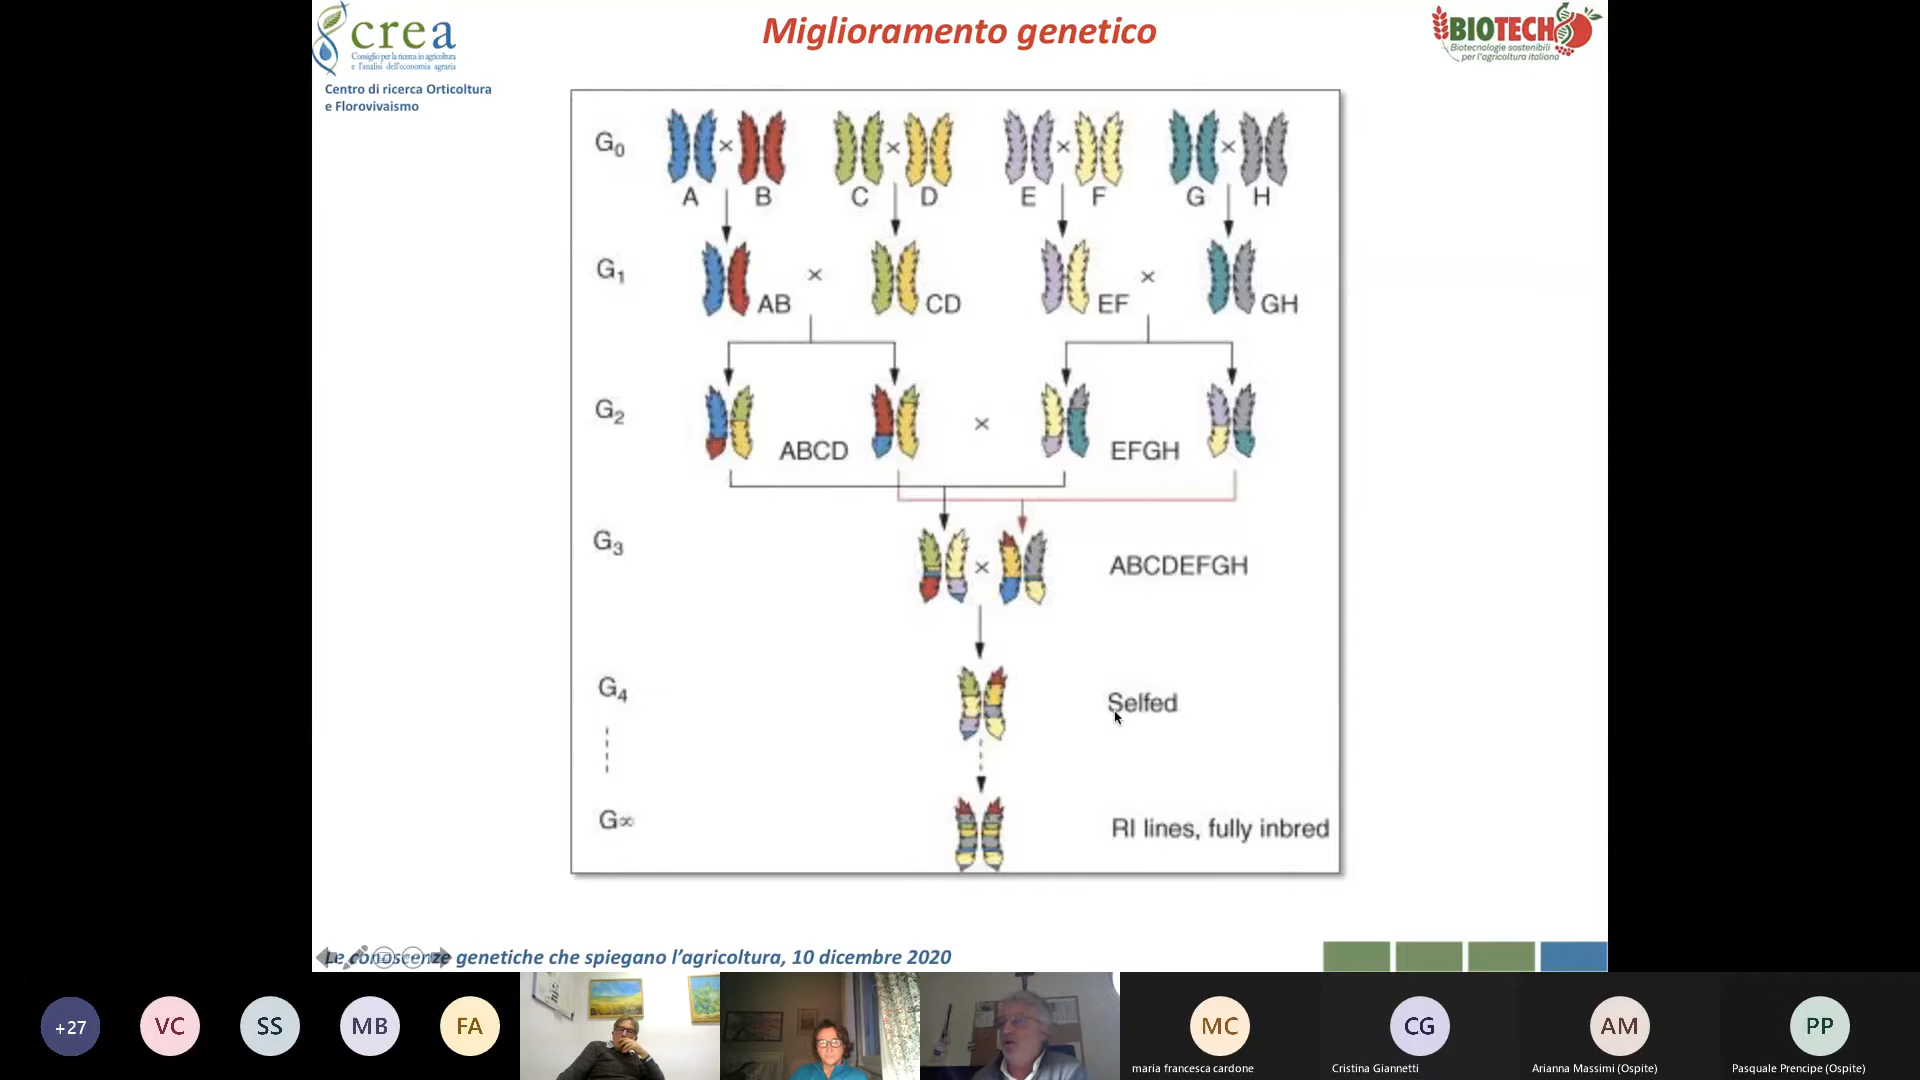 crea
Consiglio per la ricerca in agricoltura
e l'analisi dell'economia agraria
Centro di ricerca Orticoltura
e Florovivaismo
Miglioramento genetico
BIOTECH
Biotecnologie sostenibili
per l'agricoltura italiana
G0
A × B
C × D
E × F
G × H
G1
AB × CD
EF × GH
G2
ABCD × EFGH
G3
×
ABCDEFGH
G4
Selfed
G∞
RI lines, fully inbred
Le conoscenze genetiche che spiegano l'agricoltura, 10 dicembre 2020
+27
VC
SS
MB
FA
MC
maria francesca cardone
CG
Cristina Giannetti
AM
Arianna Massimi (Ospite)
PP
Pasquale Prencipe (Ospite)